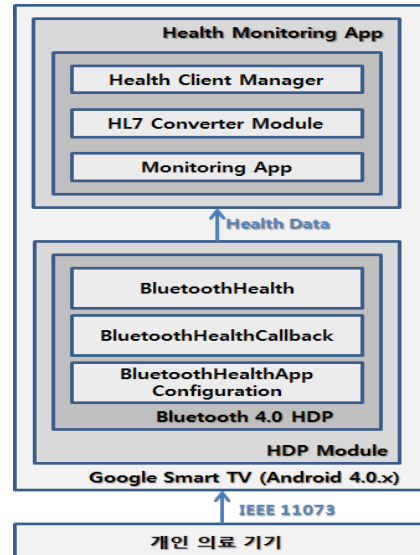 Health Monitoring App
Health Client Manager
HL7 Converter Module
Monitoring App
Health Data
BluetoothHealth
BluetoothHealthCallback
BluetoothHealthApp
Configuration
Bluetooth 4.0 HDP
HDP Module
Google Smart TV (Android 4.0.x)
IEEE 11073
개인 의료 기기